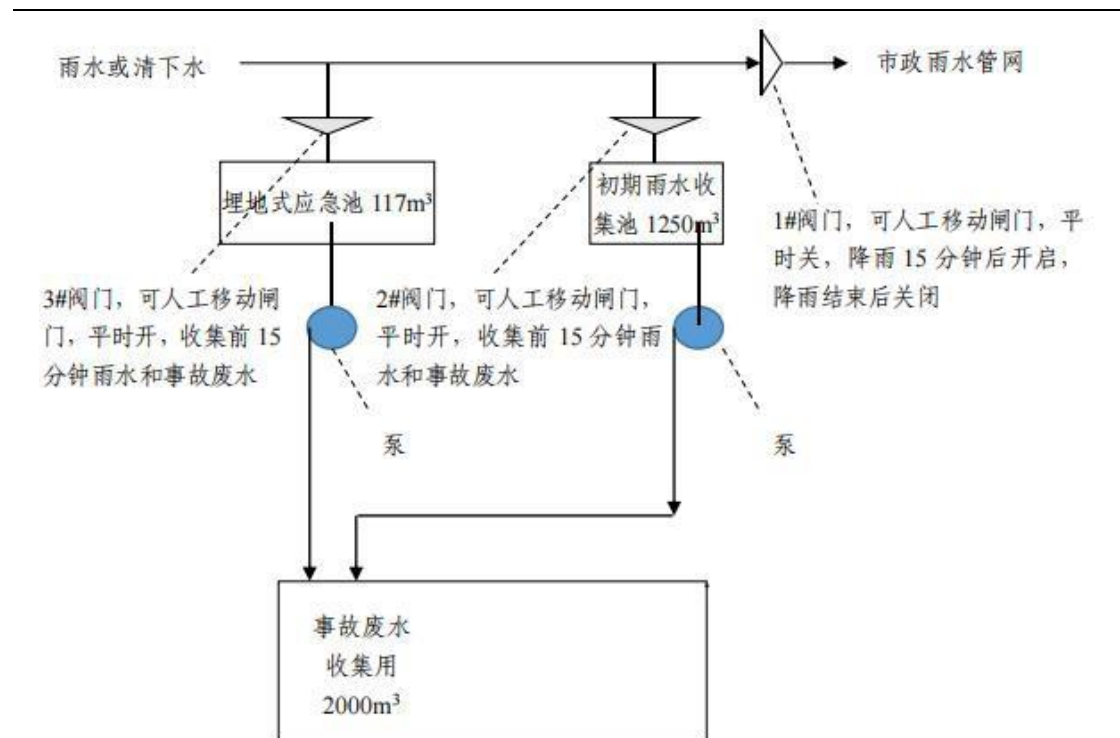 雨水或清下水
市政雨水管网
埋地式应急池 117m³
初期雨水收
集池 1250m³
1#阀门，可人工移动闸门，平
时关，降雨 15 分钟后开启，
降雨结束后关闭
3#阀门，可人工移动闸
门，平时开，收集前 15
分钟雨水和事故废水
2#阀门，可人工移动闸门，
平时开，收集前 15 分钟雨
水和事故废水
泵
泵
事故废水
收集用
2000m³